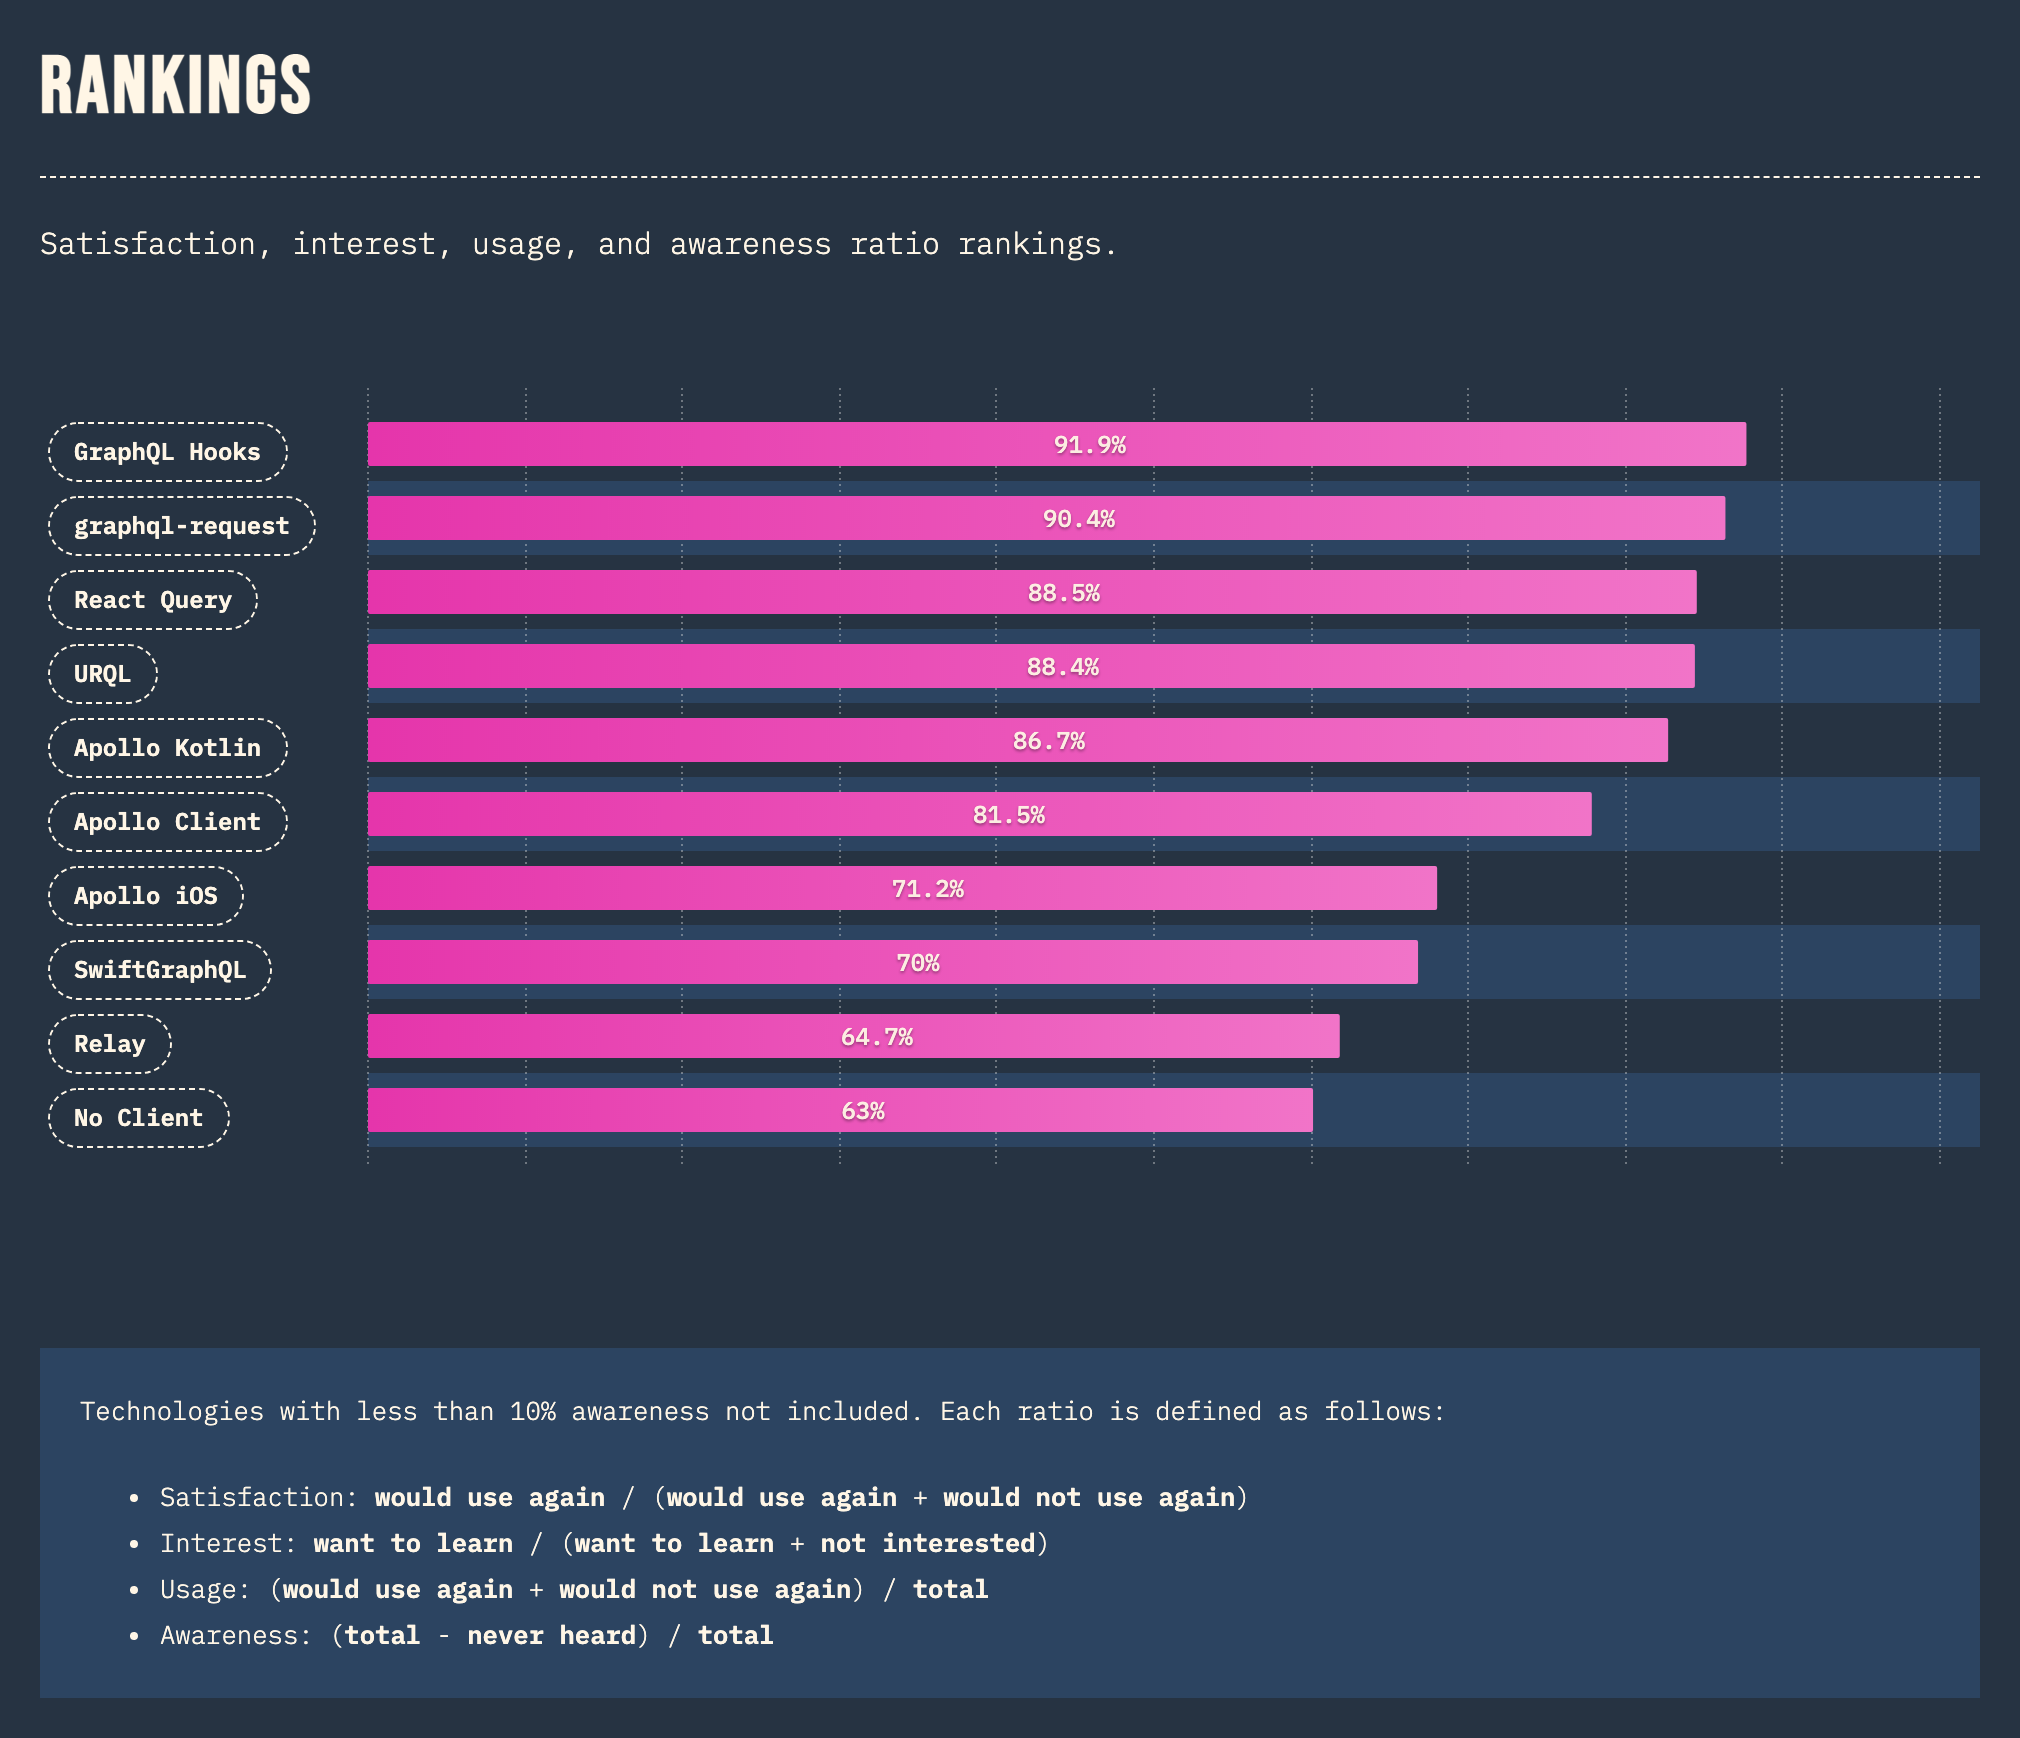 RANKINGS
Satisfaction, interest, usage, and awareness ratio rankings.
GraphQL Hooks 91.9%
graphql-request 90.4%
React Query 88.5%
URQL 88.4%
Apollo Kotlin 86.7%
Apollo Client 81.5%
Apollo iOS 71.2%
SwiftGraphQL 70%
Relay 64.7%
No Client 63%
Technologies with less than 10% awareness not included. Each ratio is defined as follows:
• Satisfaction: would use again / (would use again + would not use again)
• Interest: want to learn / (want to learn + not interested)
• Usage: (would use again + would not use again) / total
• Awareness: (total - never heard) / total